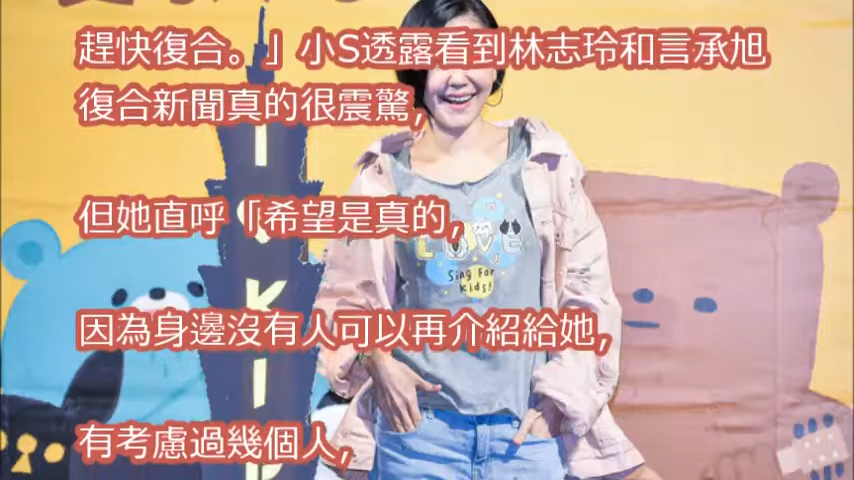 趕快復合。」小S透露看到林志玲和言承旭
復合新聞真的很震驚，
但她直呼「希望是真的，
因為身邊沒有人可以再介紹給她，
有考慮過幾個人，
LOVE
Sing For
Kids!